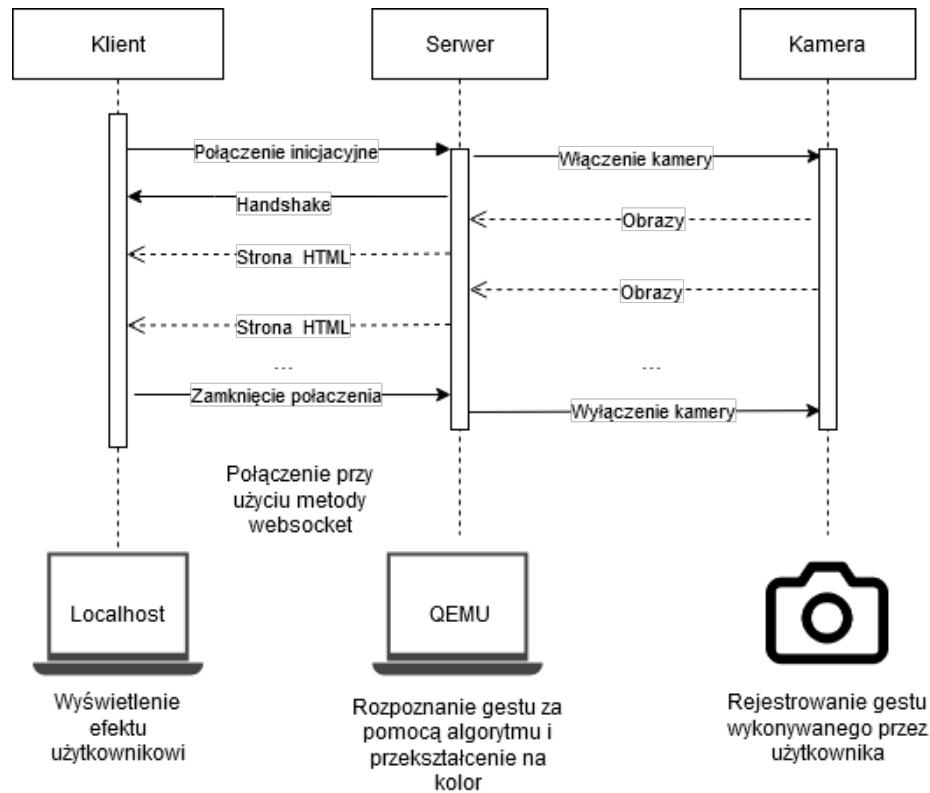 Klient
Serwer
Kamera
Połączenie inicjacyjne
Włączenie kamery
Handshake
Obrazy
Strona HTML
Obrazy
Strona HTML
...
...
Zamknięcie połaczenia
Wyłączenie kamery
Połączenie przy
użyciu metody
websocket
Localhost
QEMU
Wyświetlenie
efektu
użytkownikowi
Rozpoznanie gestu za
pomocą algorytmu i
przekształcenie na
kolor
Rejestrowanie gestu
wykonywanego przez
użytkownika